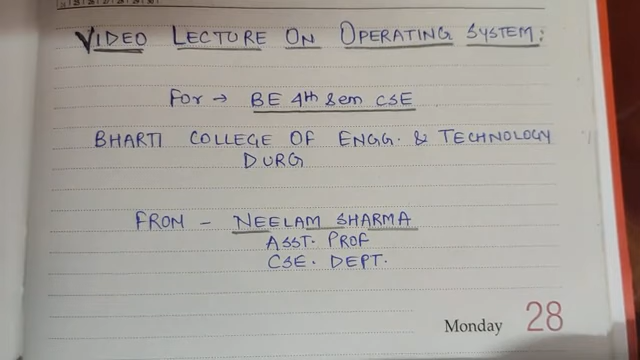 VIDEO LECTURE ON OPERATING SYSTEM:
FOR → BE 4th Sem CSE
BHARTI COLLEGE OF ENGG. & TECHNOLOGY
DURG
FROM - NEELAM SHARMA
ASST. PROF
CSE. DEPT.
Monday 28